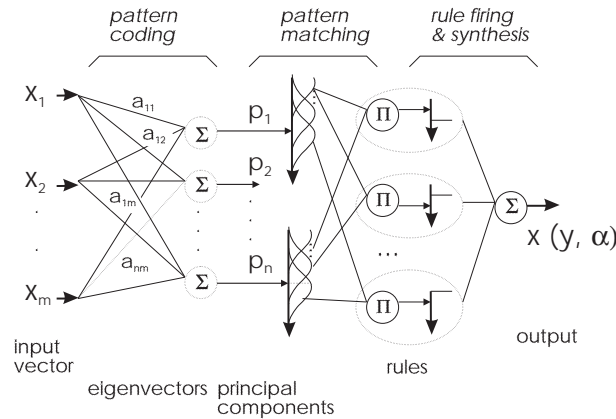 pattern coding
pattern matching
rule firing & synthesis
X1
a11
Σ
p1
Π
a12
X2
Σ
p2
Π
Σ
a1m
x (y, α)
anm
pn
...
Xm
Σ
Π
input vector
output
rules
eigenvectors
principal components